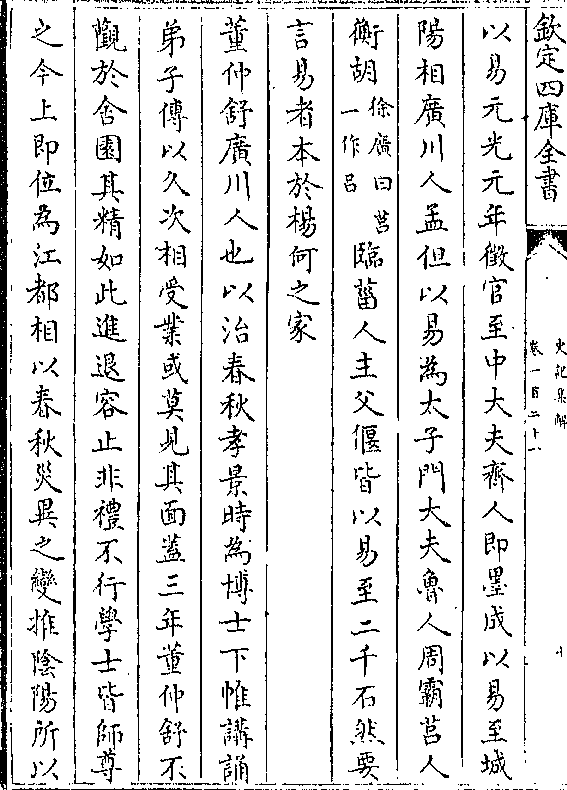 欽定四庫全書
史記集解
卷一百二十一
十
以易元光元年徵官至中大夫齊人即墨成以易至城
陽相廣川人孟但以易為太子門大夫魯人周霸莒人
衡胡徐廣曰莒一作呂臨菑人主父偃皆以易至二千石然要
言易者本於楊何之家
董仲舒廣川人也以治春秋孝景時為博士下帷講誦
弟子傳以久次相受業或莫見其面蓋三年董仲舒不
觀於舍園其精如此進退容止非禮不行學士皆師尊
之今上即位為江都相以春秋災異之變推陰陽所以